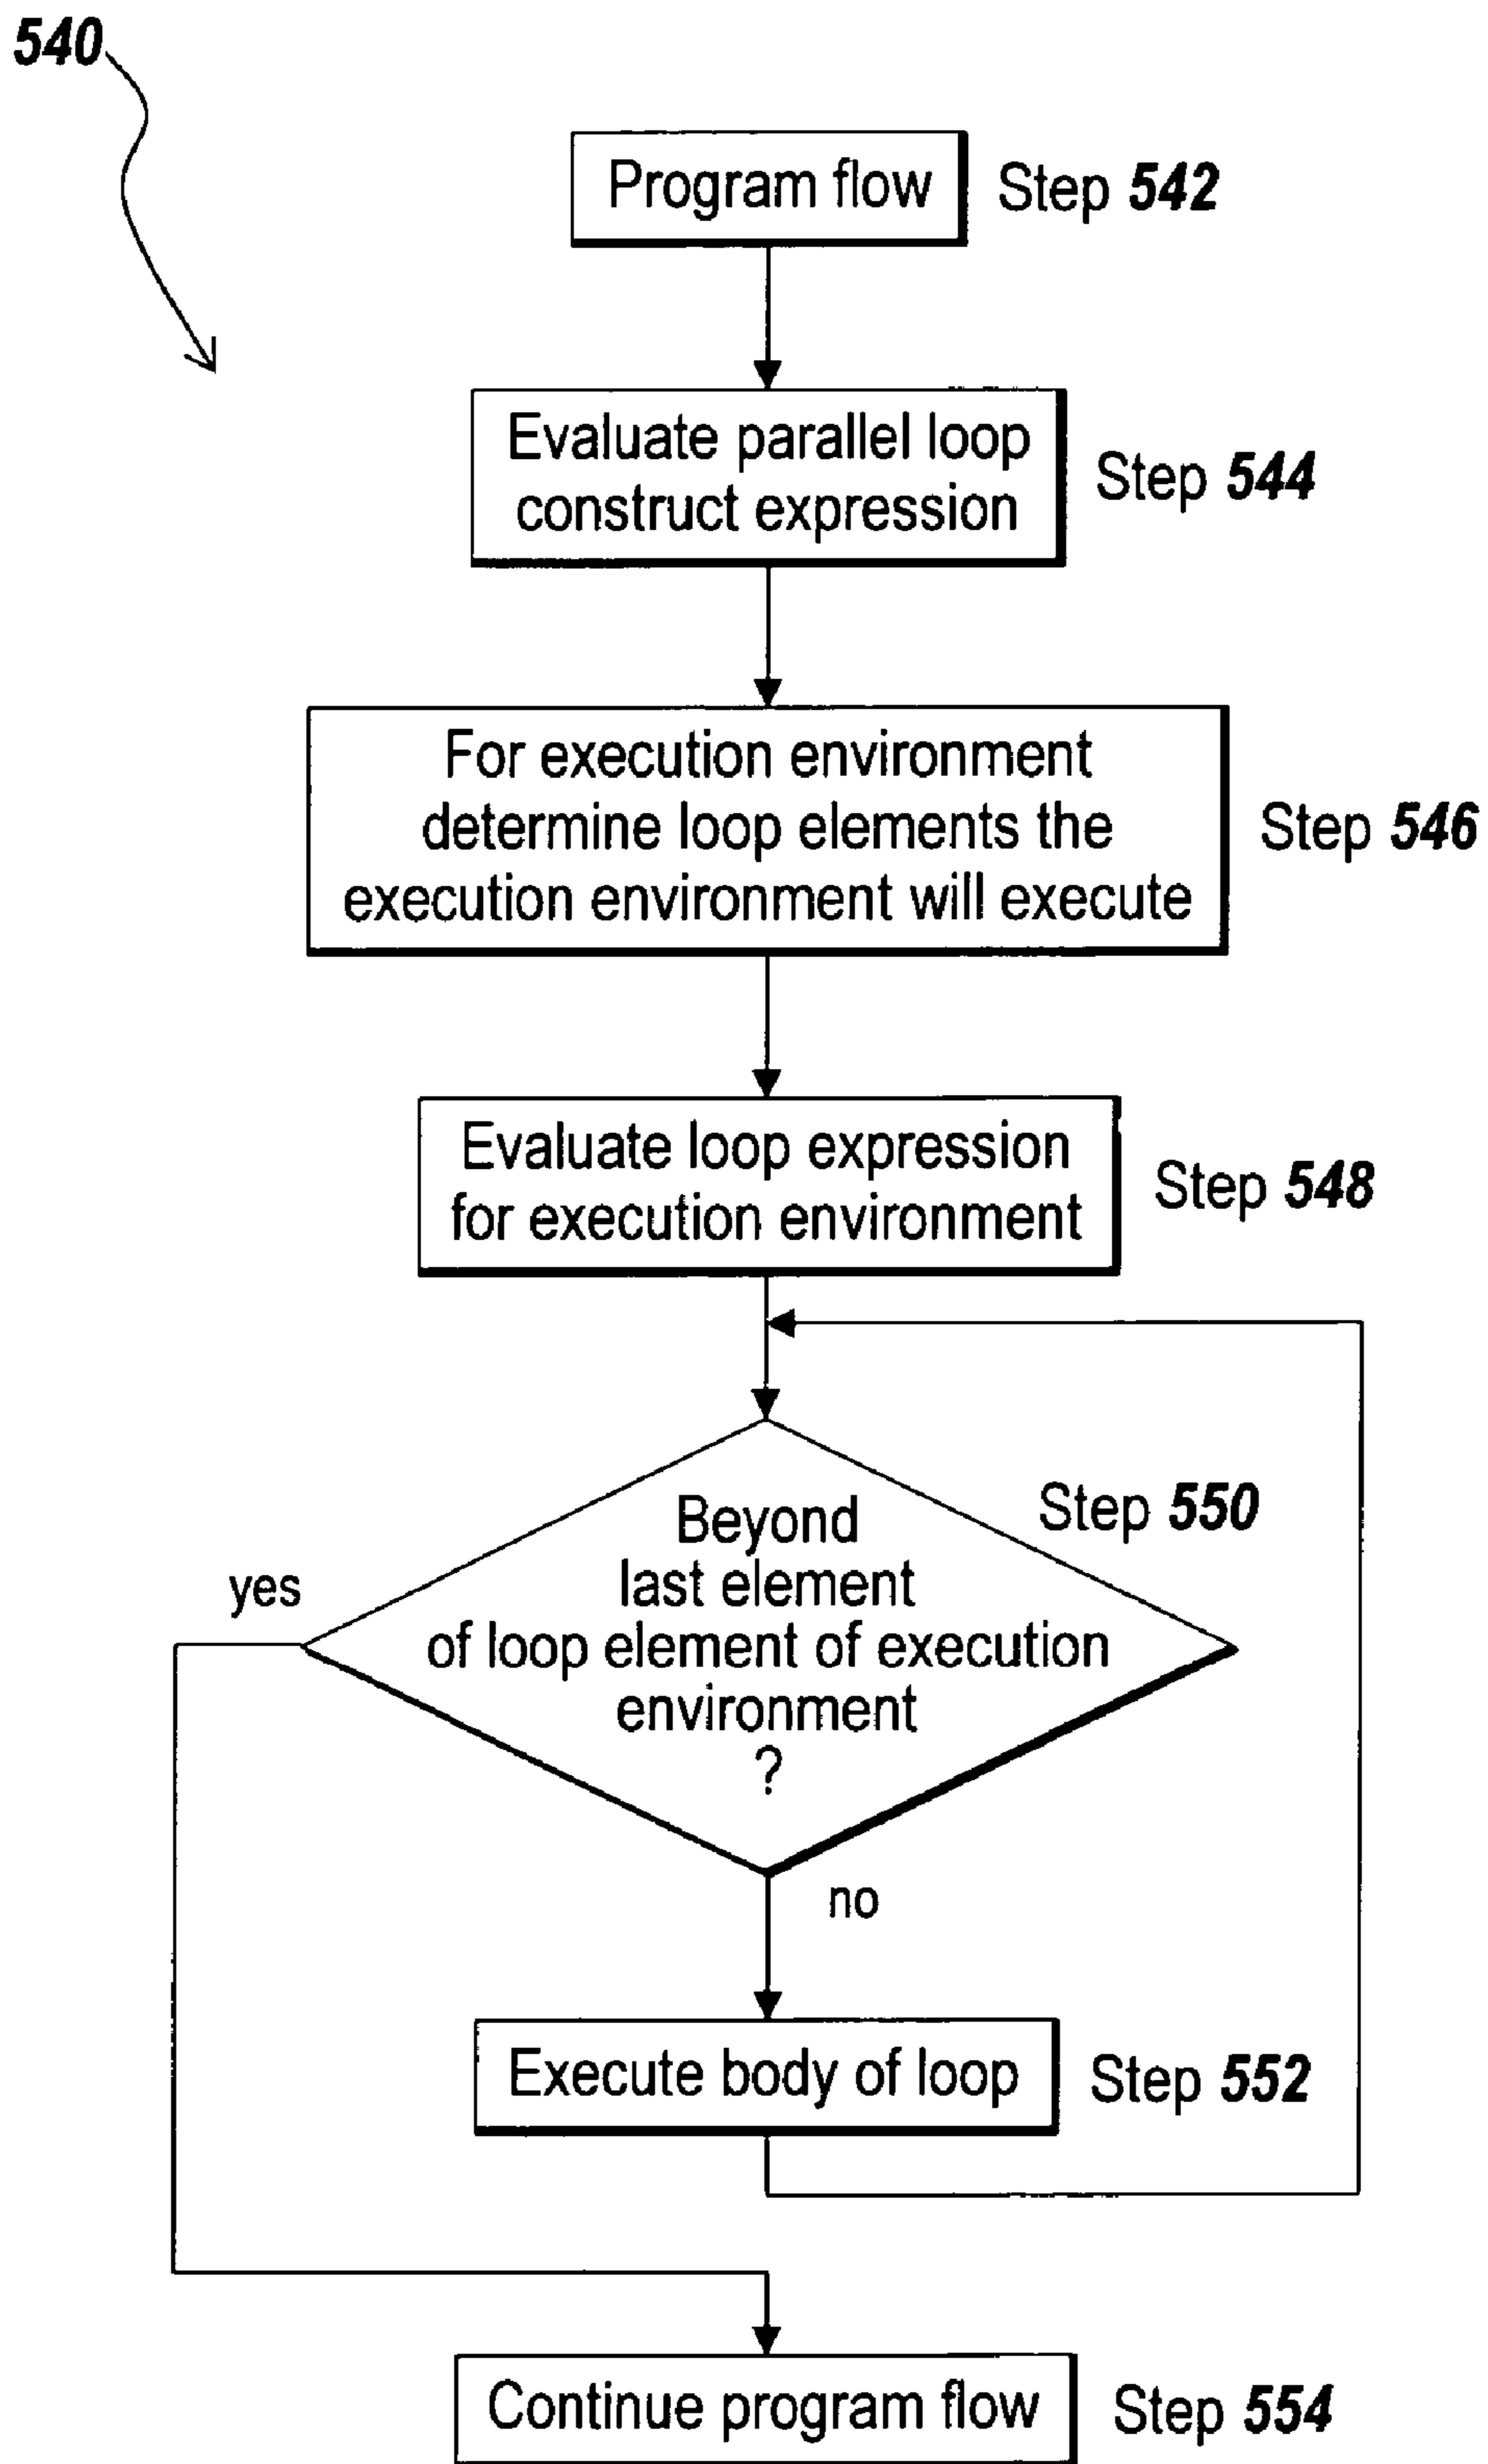 540
Program flow
Step 542
Evaluate parallel loop
construct expression
Step 544
For execution environment
determine loop elements the
execution environment will execute
Step 546
Evaluate loop expression
for execution environment
Step 548
Step 550
Beyond
last element
of loop element of execution
environment
?
yes
no
Execute body of loop
Step 552
Continue program flow
Step 554